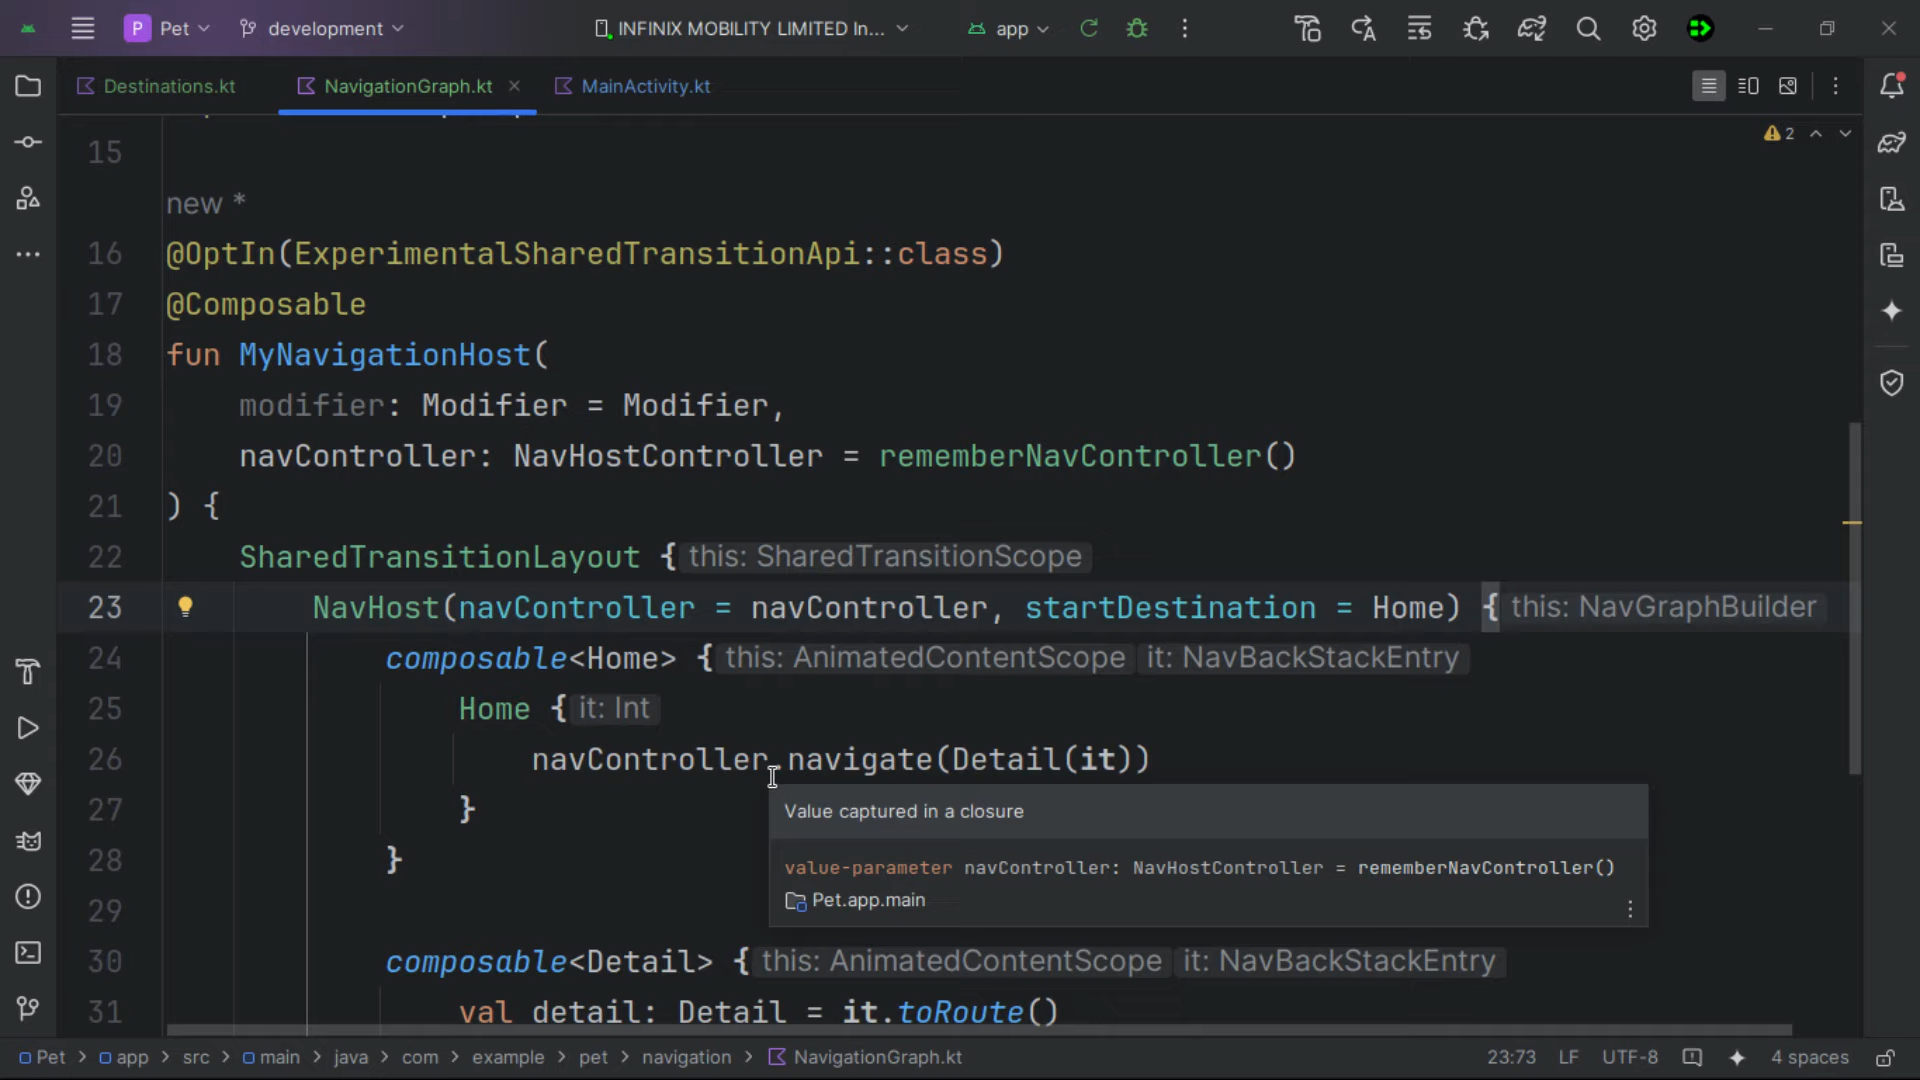 P Pet development INFINIX MOBILITY LIMITED In... app
Destinations.kt NavigationGraph.kt MainActivity.kt
2
15
new *
16 @OptIn(ExperimentalSharedTransitionApi::class)
17 @Composable
18 fun MyNavigationHost(
19 modifier: Modifier = Modifier,
20 navController: NavHostController = rememberNavController()
21 ) {
22 SharedTransitionLayout { this: SharedTransitionScope
23 NavHost(navController = navController, startDestination = Home) { this: NavGraphBuilder
24 composable<Home> { this: AnimatedContentScope it: NavBackStackEntry
25 Home { it: Int
26 navController.navigate(Detail(it))
27 }
Value captured in a closure
28 }
value-parameter navController: NavHostController = rememberNavController()
Pet.app.main
29
30 composable<Detail> { this: AnimatedContentScope it: NavBackStackEntry
31 val detail: Detail = it.toRoute()
Pet > app > src > main > java > com > example > pet > navigation > NavigationGraph.kt 23:73 LF UTF-8 4 spaces